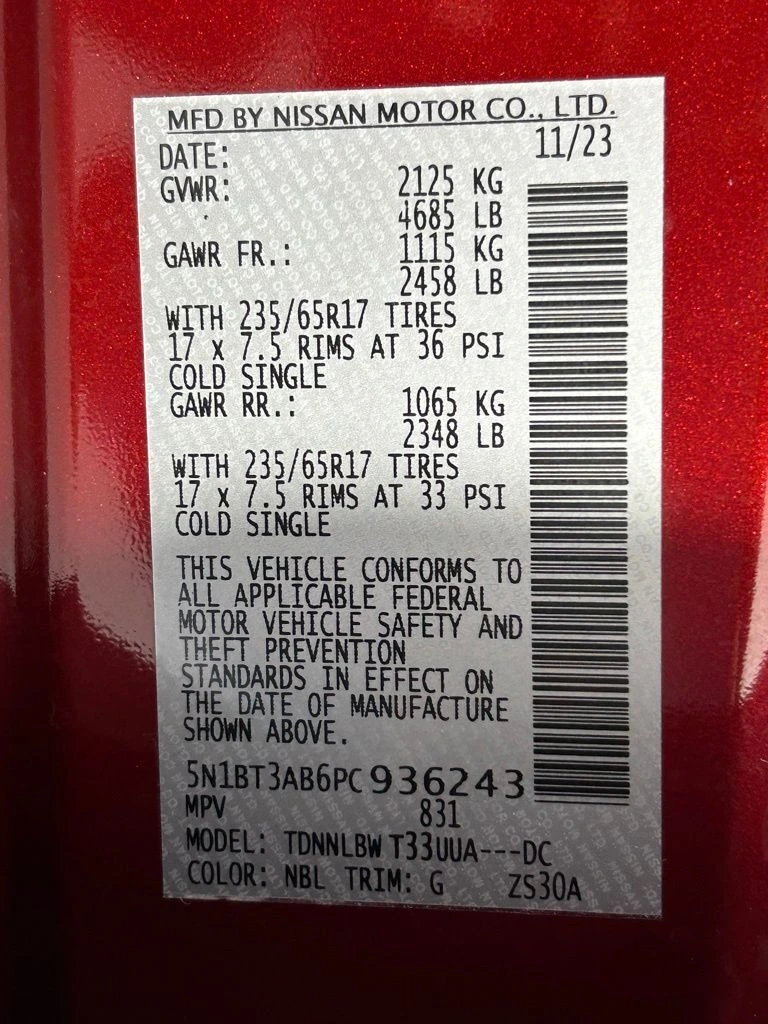 MFD BY NISSAN MOTOR CO., LTD.
DATE: 11/23
GVWR: 2125 KG
4685 LB
GAWR FR.: 1115 KG
2458 LB
WITH 235/65R17 TIRES
17 x 7.5 RIMS AT 36 PSI
COLD SINGLE
GAWR RR.: 1065 KG
2348 LB
WITH 235/65R17 TIRES
17 x 7.5 RIMS AT 33 PSI
COLD SINGLE
THIS VEHICLE CONFORMS TO
ALL APPLICABLE FEDERAL
MOTOR VEHICLE SAFETY AND
THEFT PREVENTION
STANDARDS IN EFFECT ON
THE DATE OF MANUFACTURE
SHOWN ABOVE.
5N1BT3AB6PC936243
MPV 831
MODEL: TDNNLBW T33UUA---DC
COLOR: NBL TRIM: G ZS30A